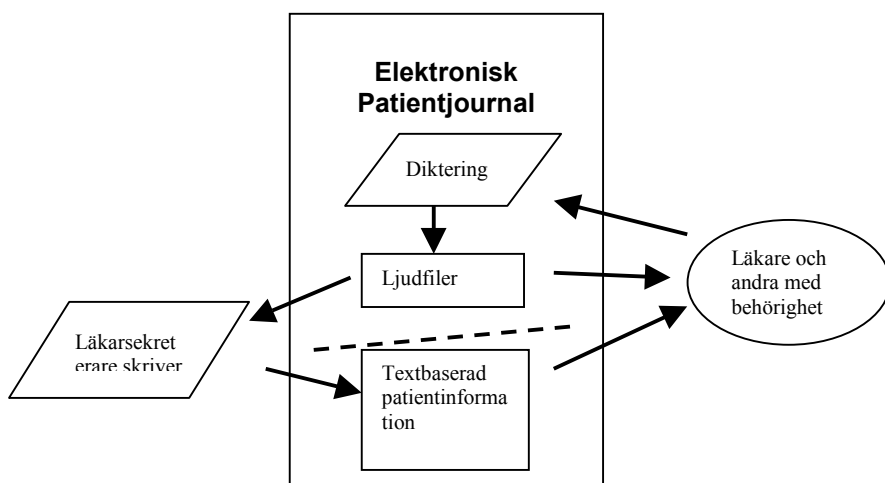 Elektronisk
Patientjournal
Diktering
Ljudfiler
Läkare och
andra med
behörighet
Läkarsekret
erare skriver
Textbaserad
patientinforma
tion